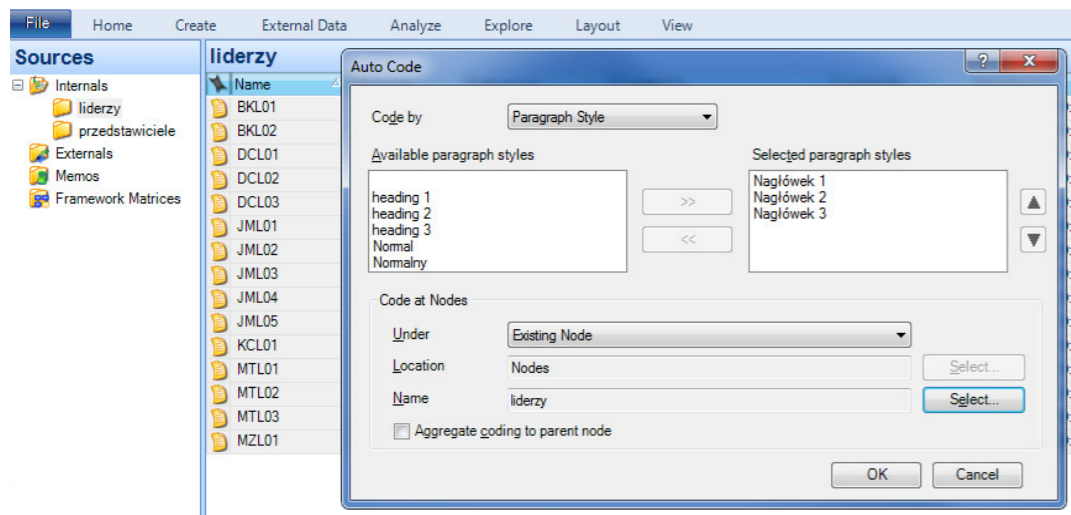 File Home Create External Data Analyze Explore Layout View
Sources
Internals
liderzy
przedstawiciele
Externals
Memos
Framework Matrices
liderzy
Name
BKL01
BKL02
DCL01
DCL02
DCL03
JML01
JML02
JML03
JML04
JML05
KCL01
MTL01
MTL02
MTL03
MZL01
Auto Code
Code by Paragraph Style
Available paragraph styles Selected paragraph styles
heading 1
heading 2
heading 3
Normal
Normalny
>>
<<
Nagłówek 1
Nagłówek 2
Nagłówek 3
Code at Nodes
Under Existing Node
Location Nodes Select...
Name liderzy Select...
Aggregate coding to parent node
OK Cancel